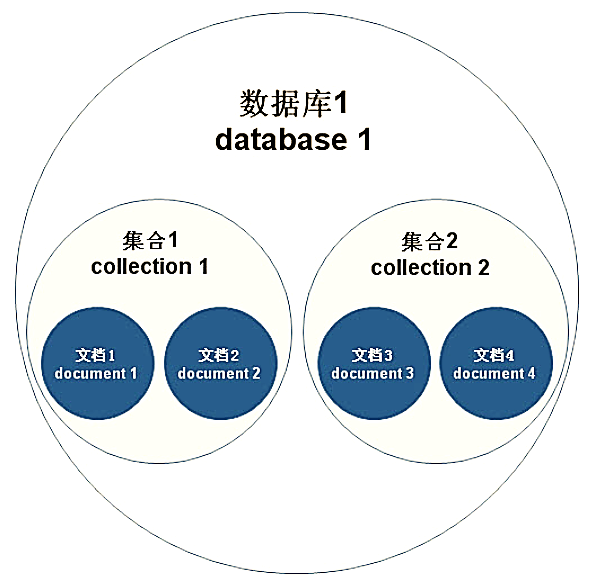 数据库1
database 1
集合1
collection 1
集合2
collection 2
文档1
document 1
文档2
document 2
文档3
document 3
文档4
document 4